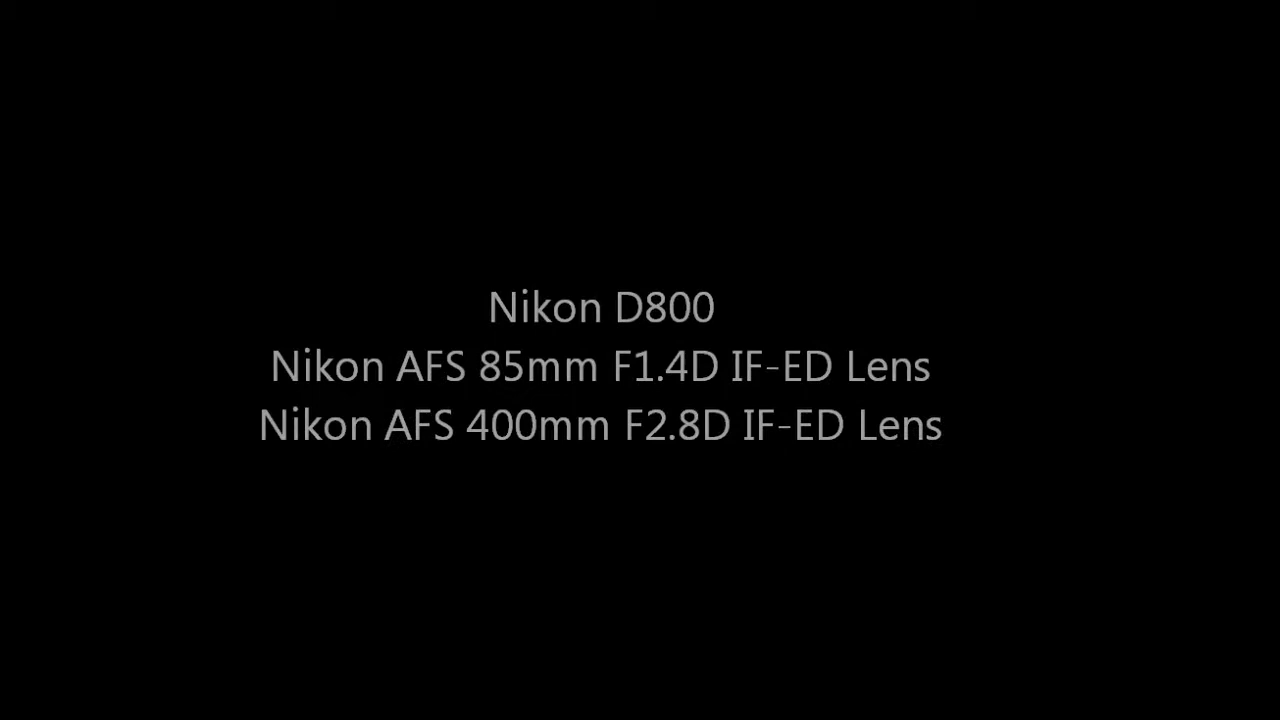 Nikon D800
Nikon AFS 85mm F1.4D IF-ED Lens
Nikon AFS 400mm F2.8D IF-ED Lens